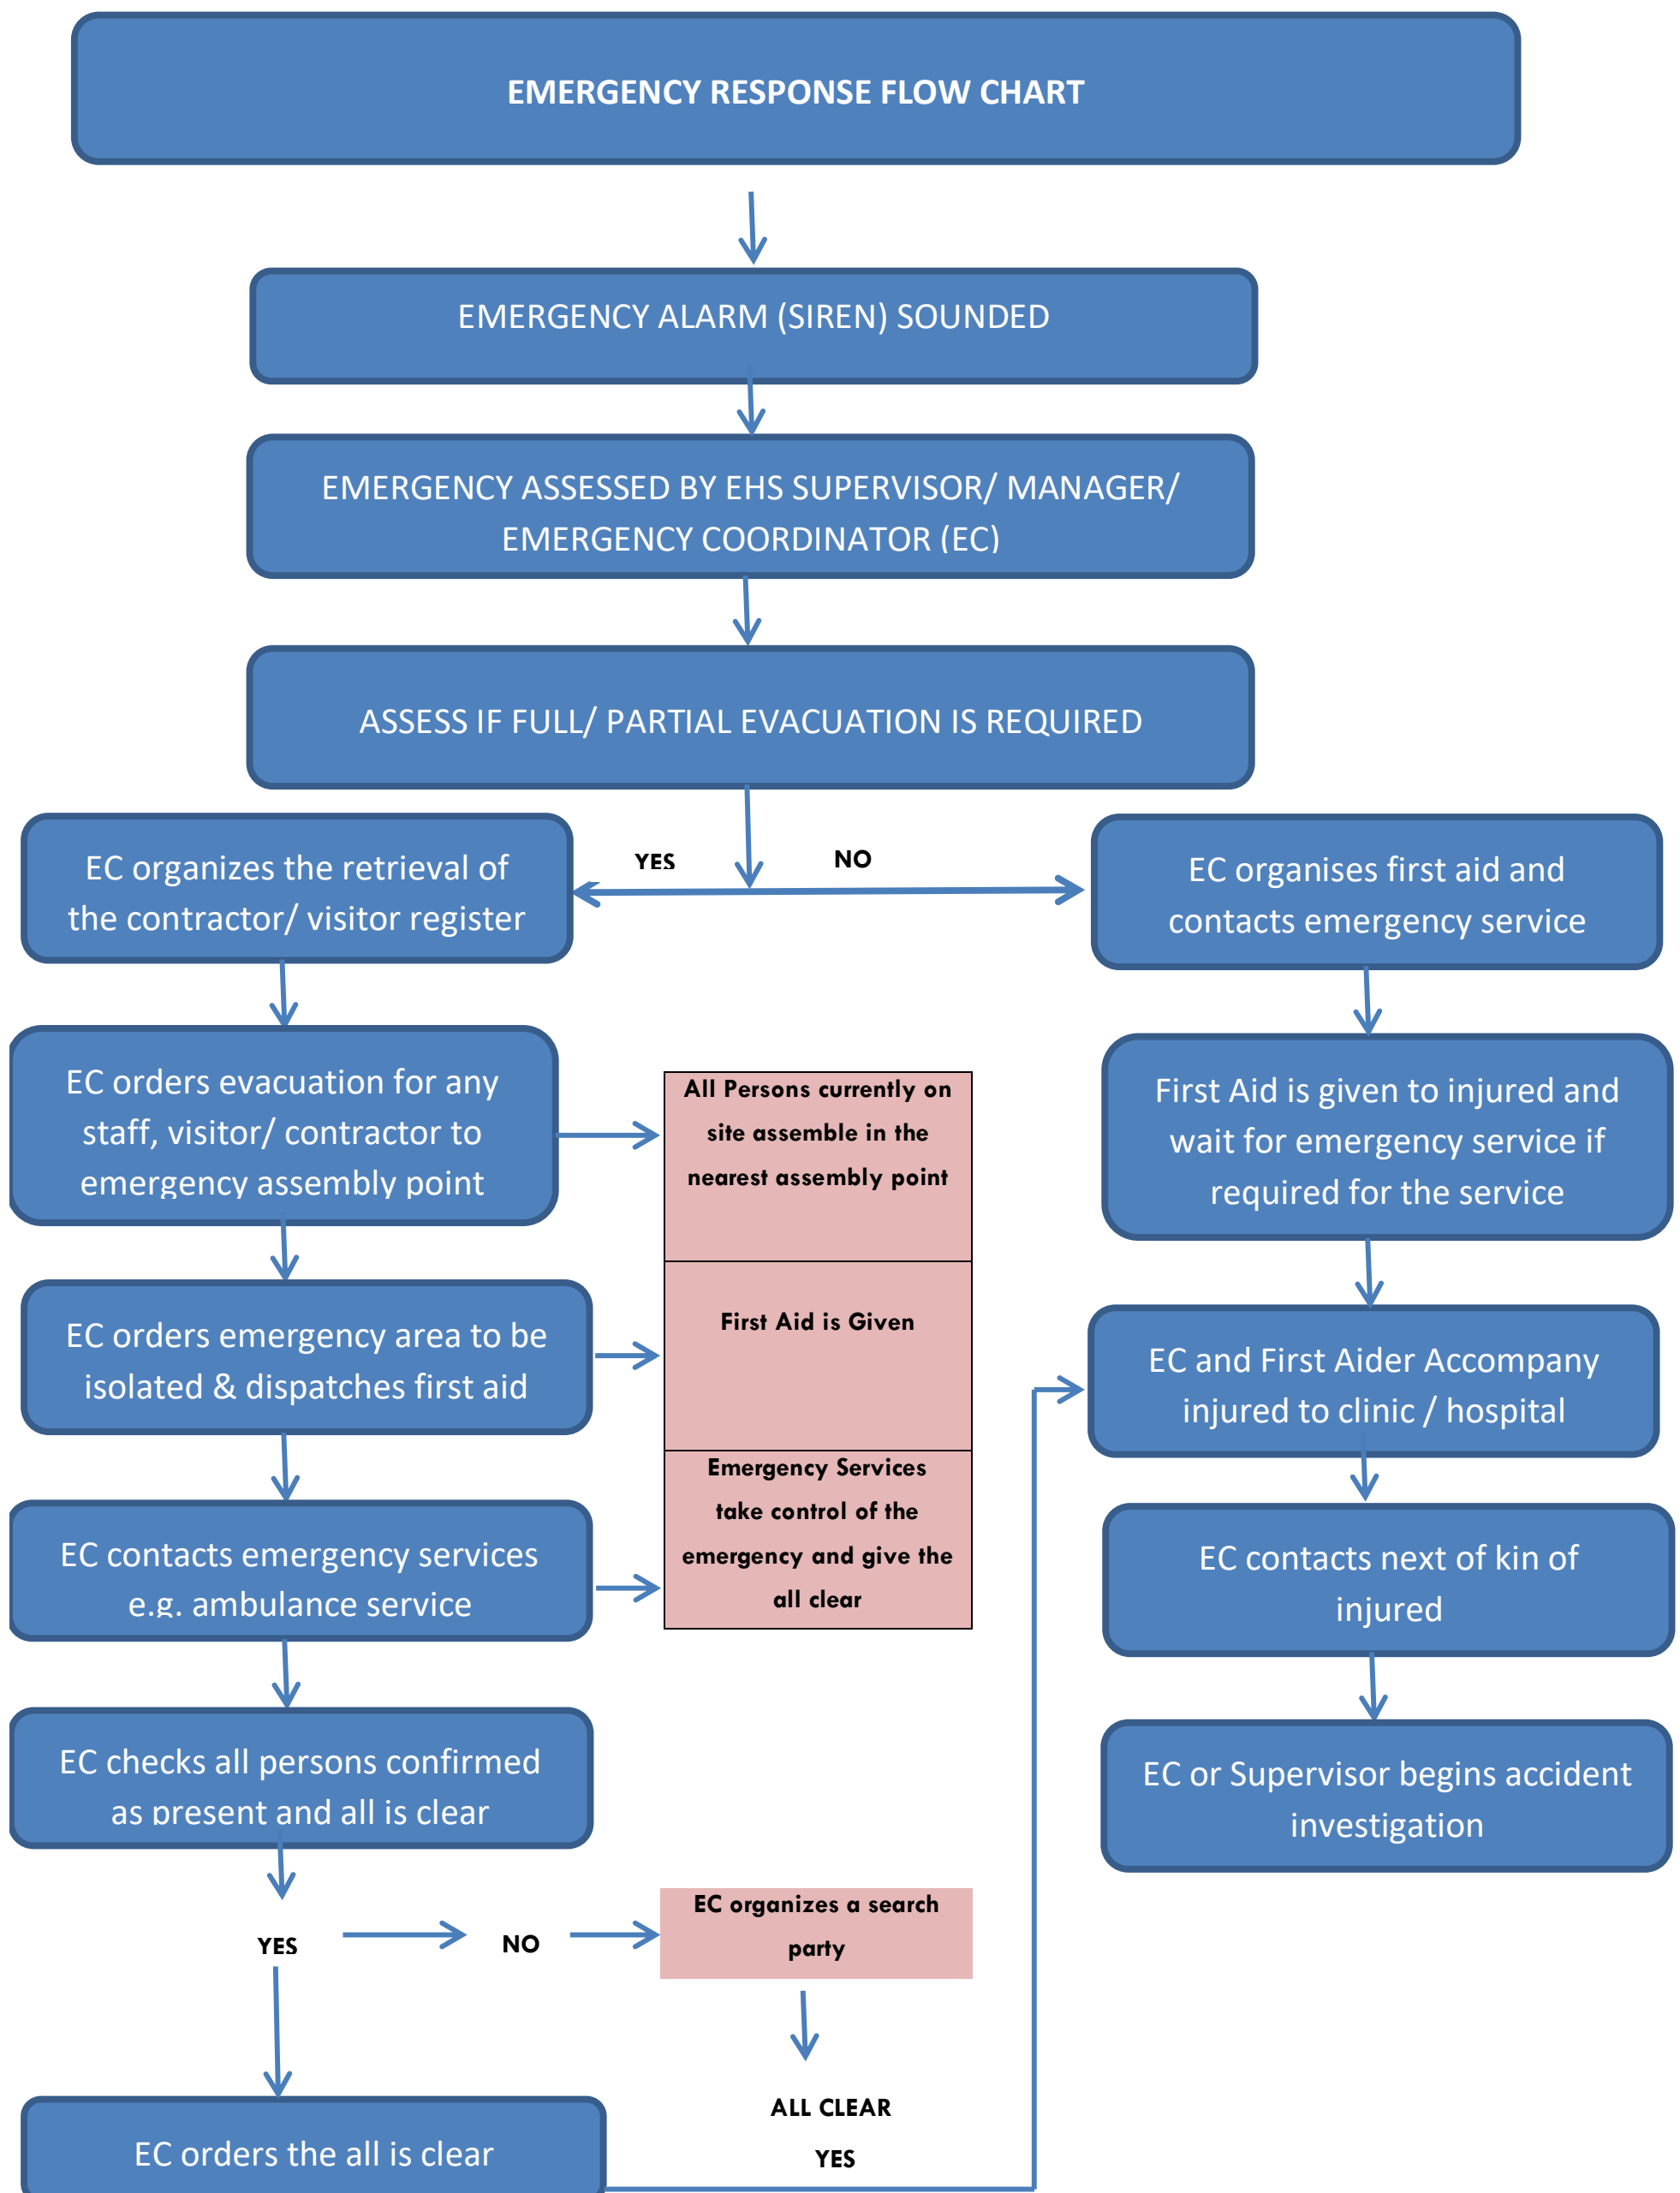 EMERGENCY RESPONSE FLOW CHART
EMERGENCY ALARM (SIREN) SOUNDED
EMERGENCY ASSESSED BY EHS SUPERVISOR/ MANAGER/
EMERGENCY COORDINATOR (EC)
ASSESS IF FULL/ PARTIAL EVACUATION IS REQUIRED
YES
NO
EC organizes the retrieval of
the contractor/ visitor register
EC organises first aid and
contacts emergency service
EC orders evacuation for any
staff, visitor/ contractor to
emergency assembly point
All Persons currently on
site assemble in the
nearest assembly point
First Aid is given to injured and
wait for emergency service if
required for the service
EC orders emergency area to be
isolated & dispatches first aid
First Aid is Given
EC and First Aider Accompany
injured to clinic / hospital
EC contacts emergency services
e.g. ambulance service
Emergency Services
take control of the
emergency and give the
all clear
EC contacts next of kin of
injured
EC checks all persons confirmed
as present and all is clear
EC or Supervisor begins accident
investigation
YES
NO
EC organizes a search
party
ALL CLEAR
YES
EC orders the all is clear